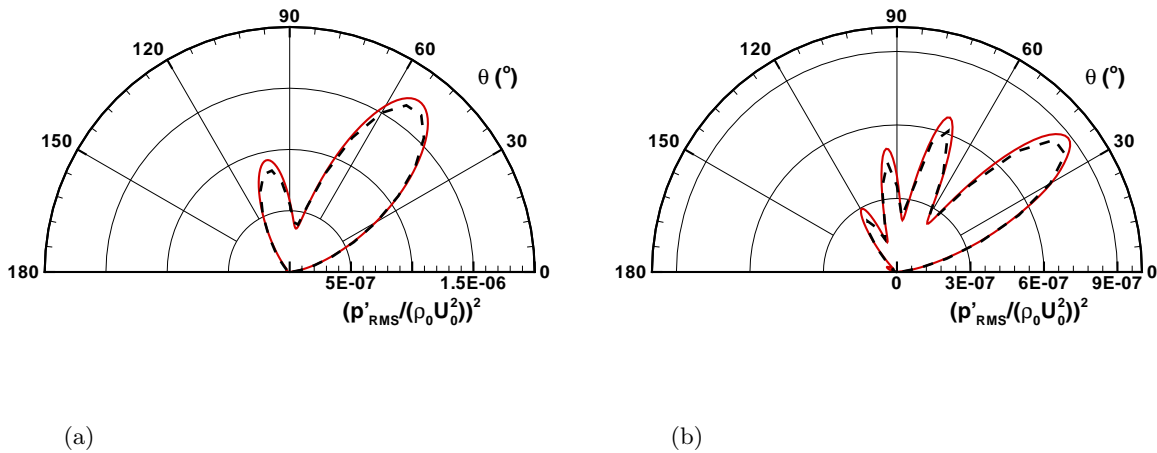 90
120
60
θ (°)
150
30
180
0
5E-07
1.5E-06
(p'RMS/(ρ0U0²))²
(a)
90
120
60
θ (°)
150
30
180
0
0
3E-07
6E-07
9E-07
(p'RMS/(ρ0U0²))²
(b)